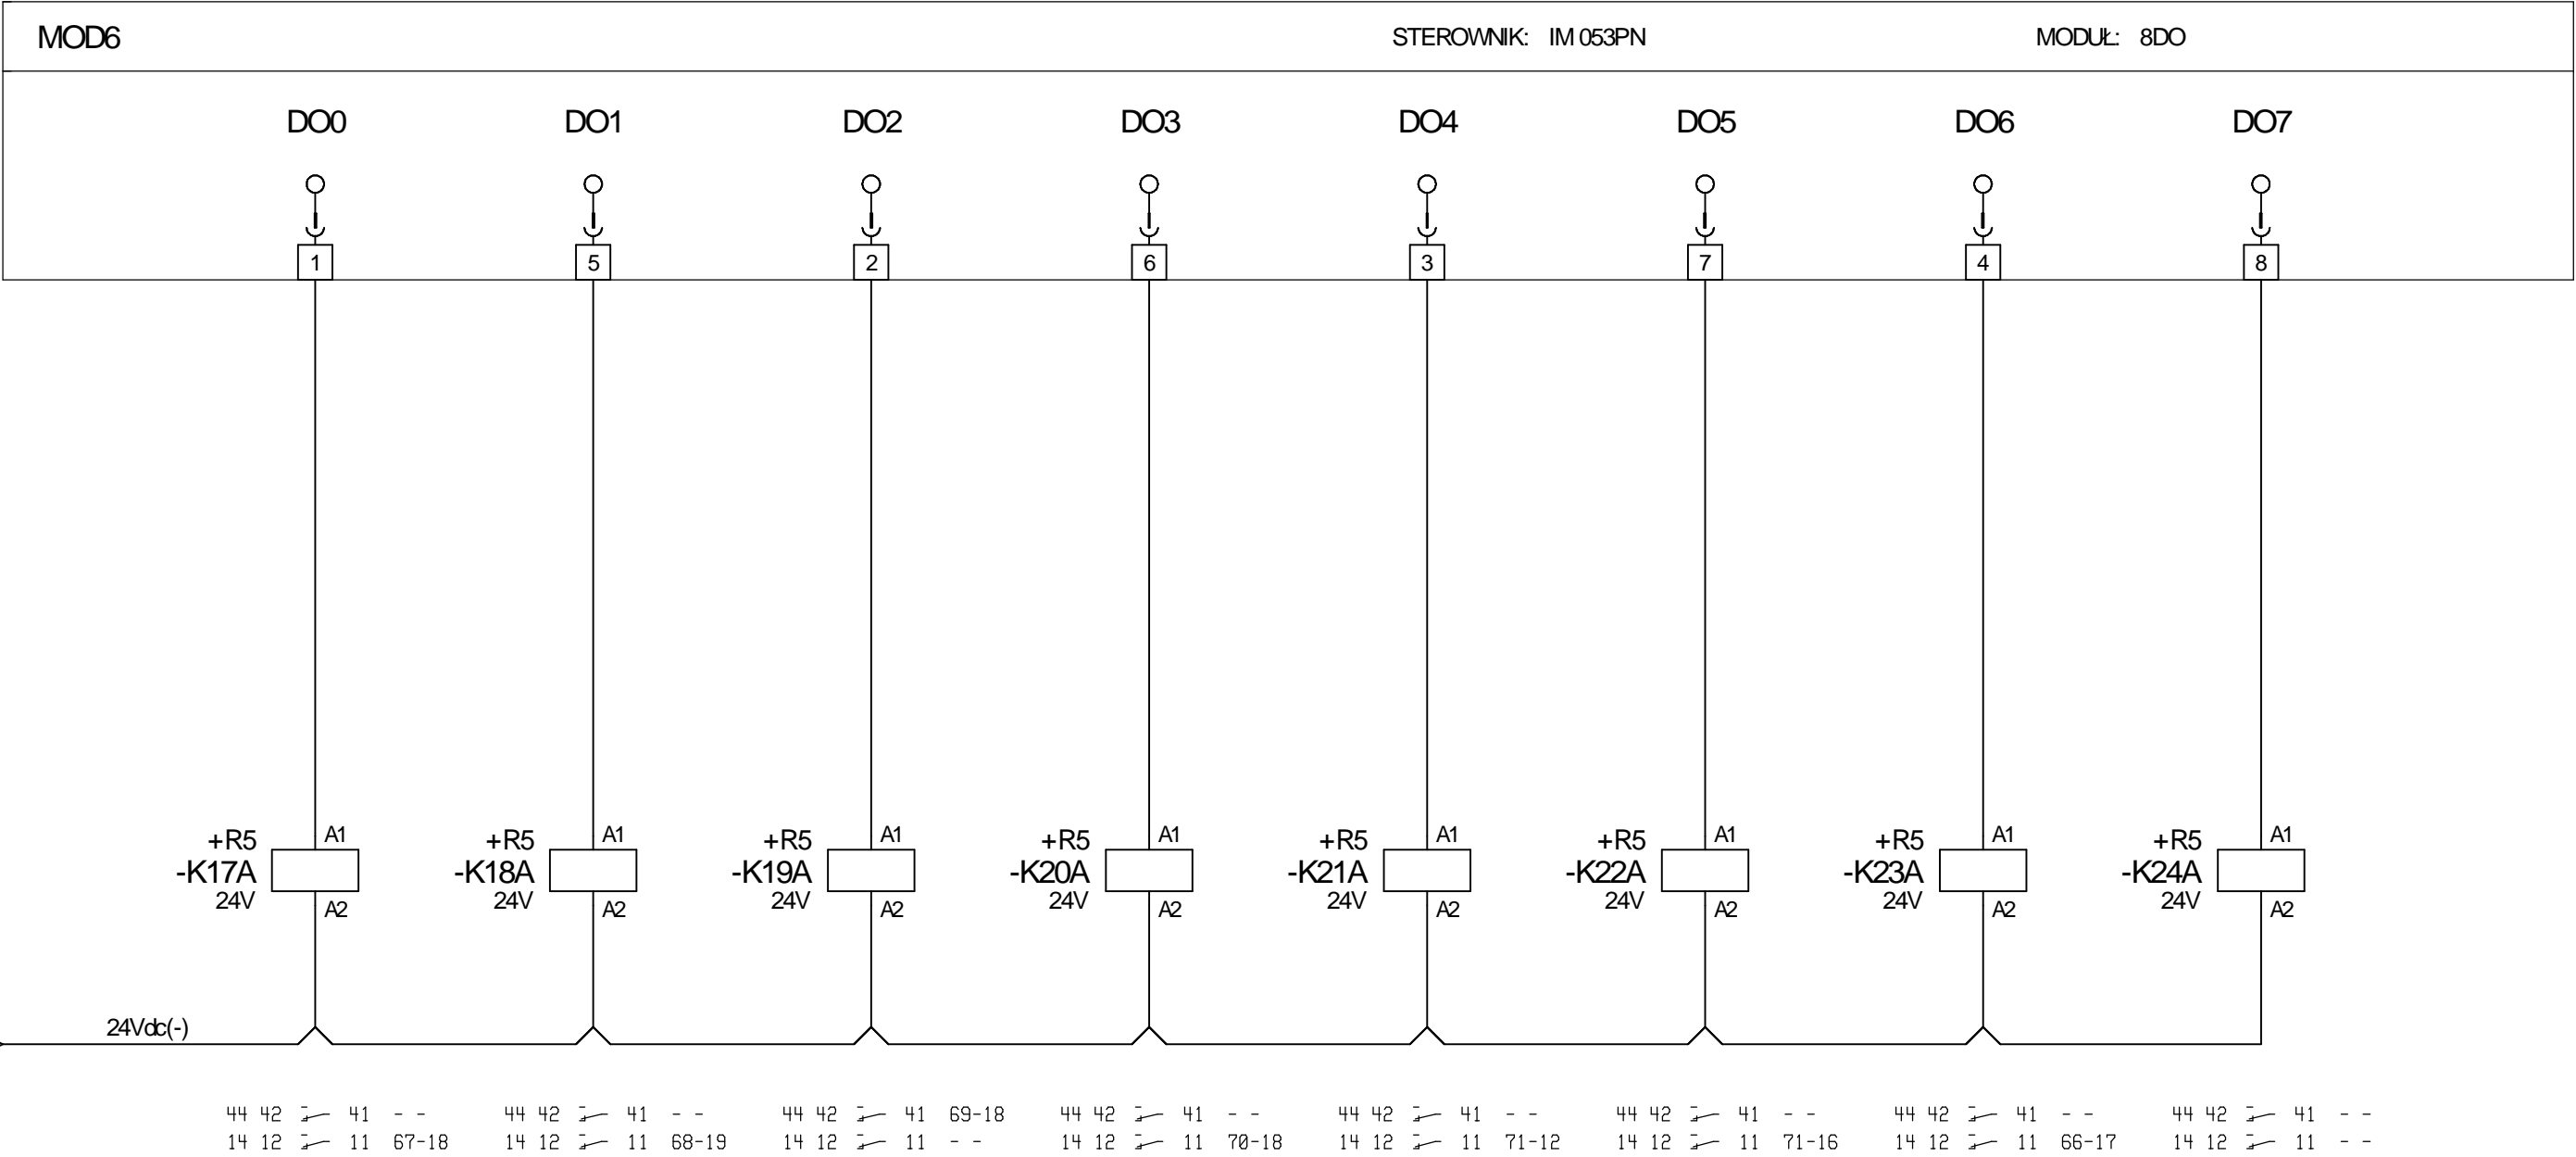 MOD6 STEROWNIK: IM 053PN MODUŁ: 8DO
DO0 DO1 DO2 DO3 DO4 DO5 DO6 DO7
1 5 2 6 3 7 4 8
+R5 A1 +R5 A1 +R5 A1 +R5 A1 +R5 A1 +R5 A1 +R5 A1 +R5 A1
-K17A -K18A -K19A -K20A -K21A -K22A -K23A -K24A
24V A2 24V A2 24V A2 24V A2 24V A2 24V A2 24V A2 24V A2
24Vdc(-)
44 42 41 - - 44 42 41 - - 44 42 41 69-18 44 42 41 - - 44 42 41 - - 44 42 41 - - 44 42 41 - - 44 42 41 - -
14 12 11 67-18 14 12 11 68-19 14 12 11 - - 14 12 11 70-18 14 12 11 71-12 14 12 11 71-16 14 12 11 66-17 14 12 11 - -